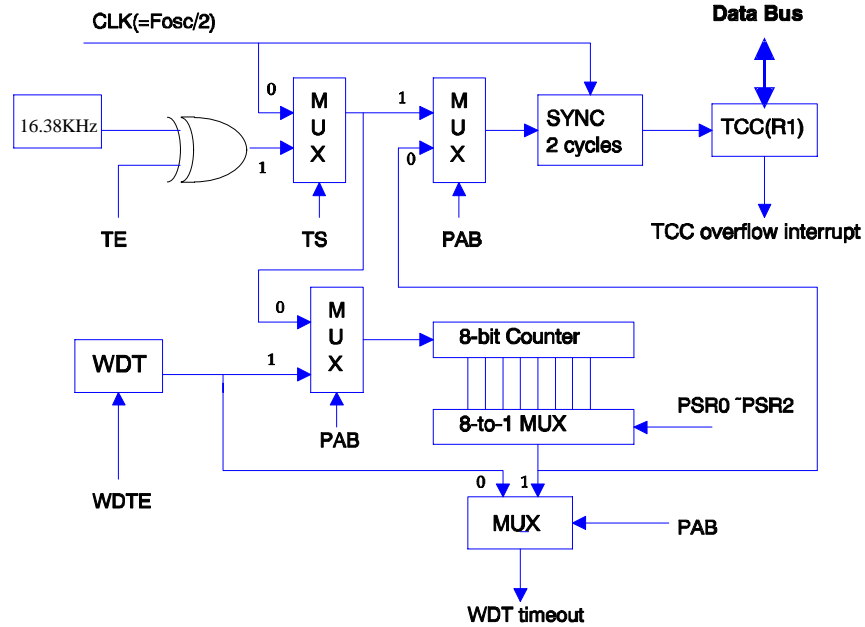 Data Bus
CLK(=Fosc/2)
0
M
U
X
1
M
U
X
0
16.38KHz
1
SYNC
2 cycles
TCC(R1)
TE
TS
PAB
TCC overflow interrupt
0
M
U
X
1
8-bit Counter
WDT
PAB
8-to-1 MUX
PSR0 ~PSR2
WDTE
0
1
MUX
PAB
WDT timeout